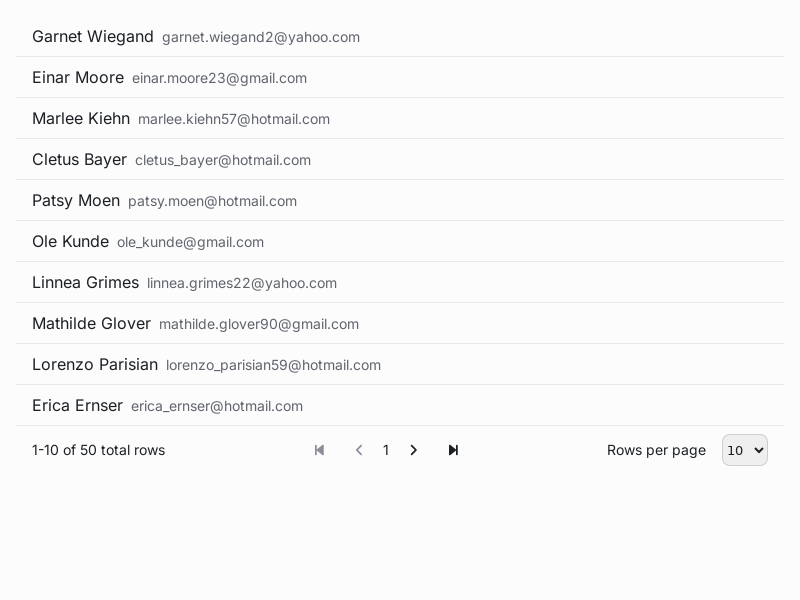 Garnet Wiegand garnet.wiegand2@yahoo.com
Einar Moore einar.moore23@gmail.com
Marlee Kiehn marlee.kiehn57@hotmail.com
Cletus Bayer cletus_bayer@hotmail.com
Patsy Moen patsy.moen@hotmail.com
Ole Kunde ole_kunde@gmail.com
Linnea Grimes linnea.grimes22@yahoo.com
Mathilde Glover mathilde.glover90@gmail.com
Lorenzo Parisian lorenzo_parisian59@hotmail.com
Erica Ernser erica_ernser@hotmail.com
1-10 of 50 total rows 1 Rows per page 10